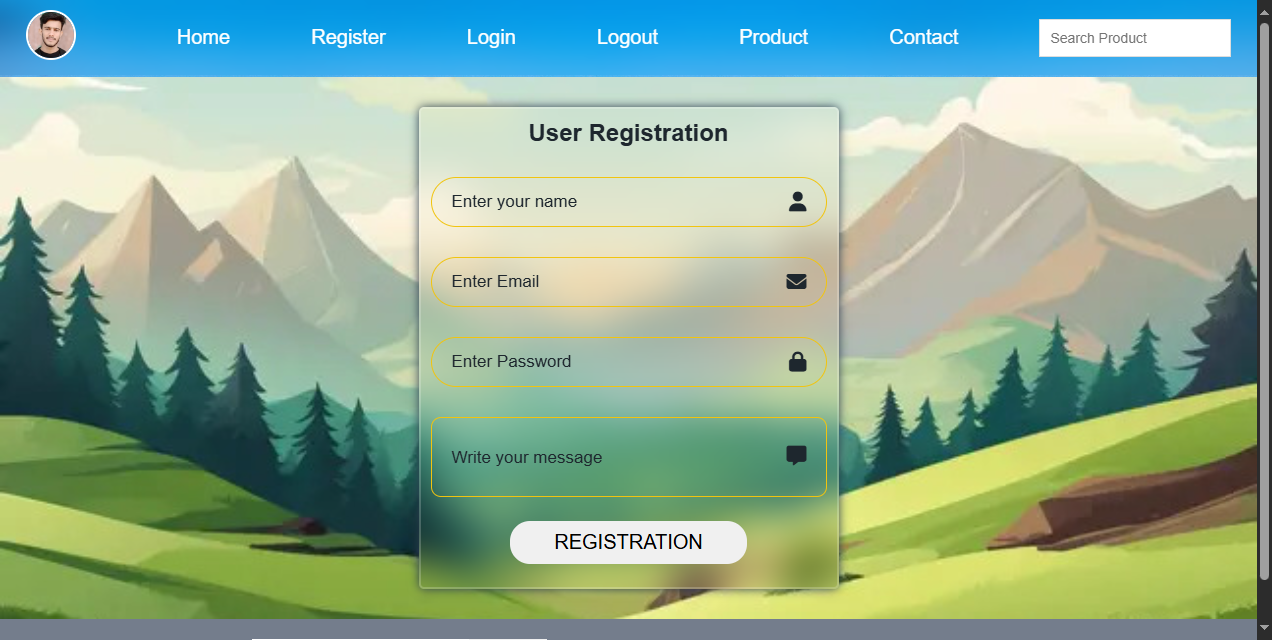 Home Register Login Logout Product Contact Search Product
User Registration
Enter your name
Enter Email
Enter Password
Write your message
REGISTRATION